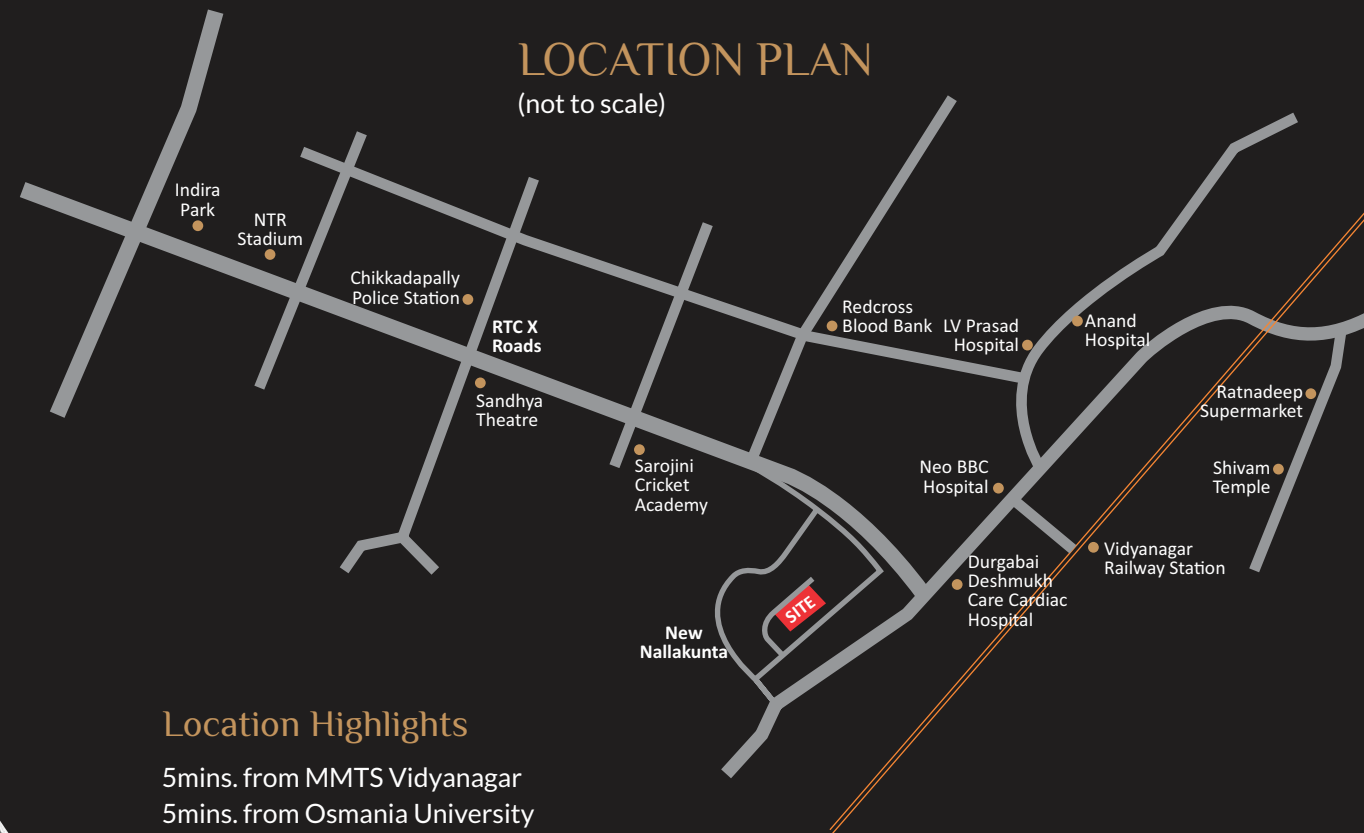 LOCATION PLAN
(not to scale)
Indira
Park
NTR
Stadium
Chikkadapally
Police Station
RTC X
Roads
Sandhya
Theatre
Sarojini
Cricket
Academy
Redcross
Blood Bank
LV Prasad
Hospital
Anand
Hospital
Ratnadeep
Supermarket
Shivam
Temple
Neo BBC
Hospital
Vidyanagar
Railway Station
Durgabai
Deshmukh
Care Cardiac
Hospital
SITE
New
Nallakunta
Location Highlights
5mins. from MMTS Vidyanagar
5mins. from Osmania University